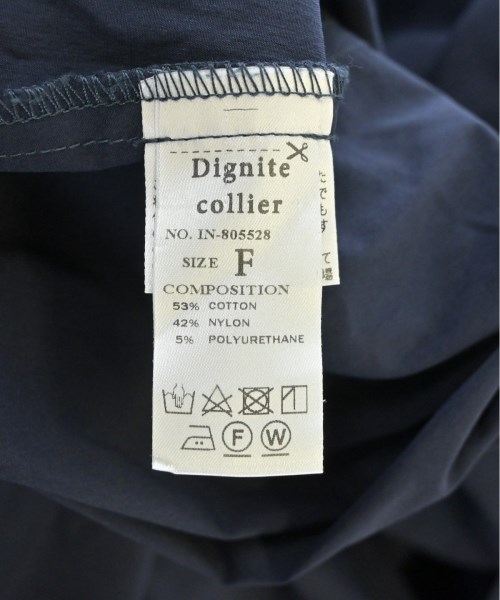 Dignite
collier
NO. IN-805528
SIZE F
COMPOSITION
53% COTTON
42% NYLON
5% POLYURETHANE
F W